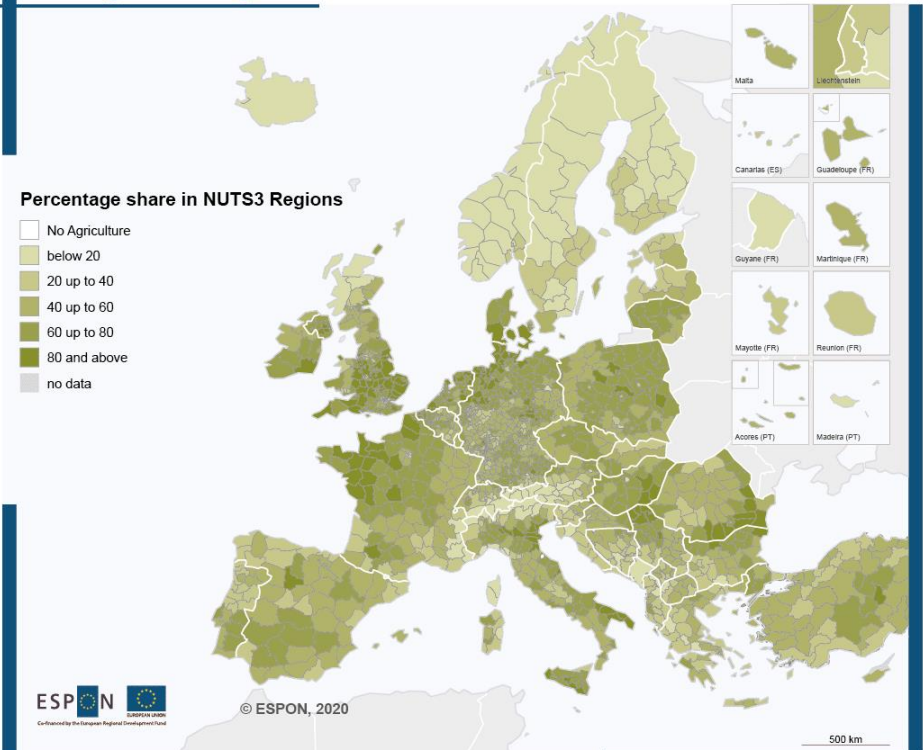 Percentage share in NUTS3 Regions
No Agriculture
below 20
20 up to 40
40 up to 60
60 up to 80
80 and above
no data
Malta
Liechtenstein
Canarias (ES)
Guadeloupe (FR)
Guyane (FR)
Martinique (FR)
Mayotte (FR)
Reunion (FR)
Acores (PT)
Madeira (PT)
ESPON
EUROPEAN UNION
Co-financed by the European Regional Development Fund
© ESPON, 2020
500 km